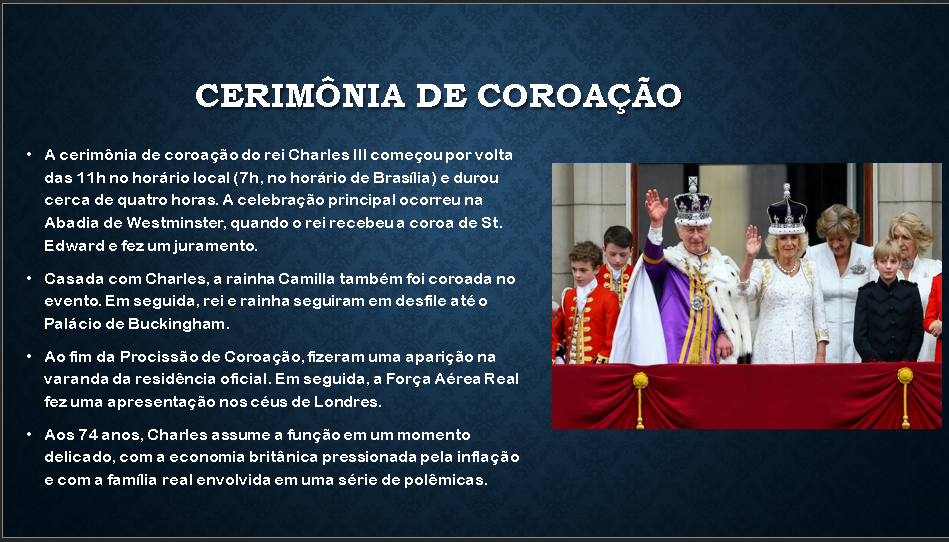 CERIMÔNIA DE COROAÇÃO
• A cerimônia de coroação do rei Charles III começou por volta
das 11h no horário local (7h, no horário de Brasília) e durou
cerca de quatro horas. A celebração principal ocorreu na
Abadia de Westminster, quando o rei recebeu a coroa de St.
Edward e fez um juramento.
• Casada com Charles, a rainha Camilla também foi coroada no
evento. Em seguida, rei e rainha seguiram em desfile até o
Palácio de Buckingham.
• Ao fim da Procissão de Coroação, fizeram uma aparição na
varanda da residência oficial. Em seguida, a Força Aérea Real
fez uma apresentação nos céus de Londres.
• Aos 74 anos, Charles assume a função em um momento
delicado, com a economia britânica pressionada pela inflação
e com a família real envolvida em uma série de polêmicas.